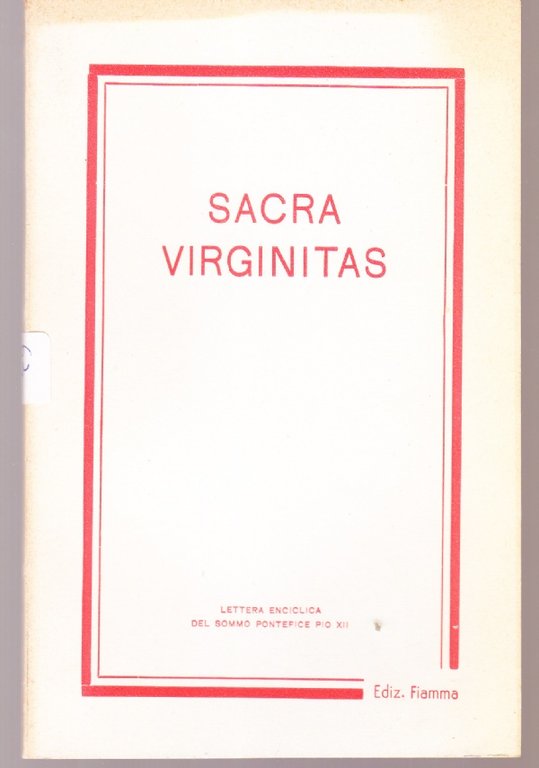 SACRA
VIRGINITAS
LETTERA ENCICLICA
DEL SOMMO PONTEFICE PIO XII
Ediz. Fiamma